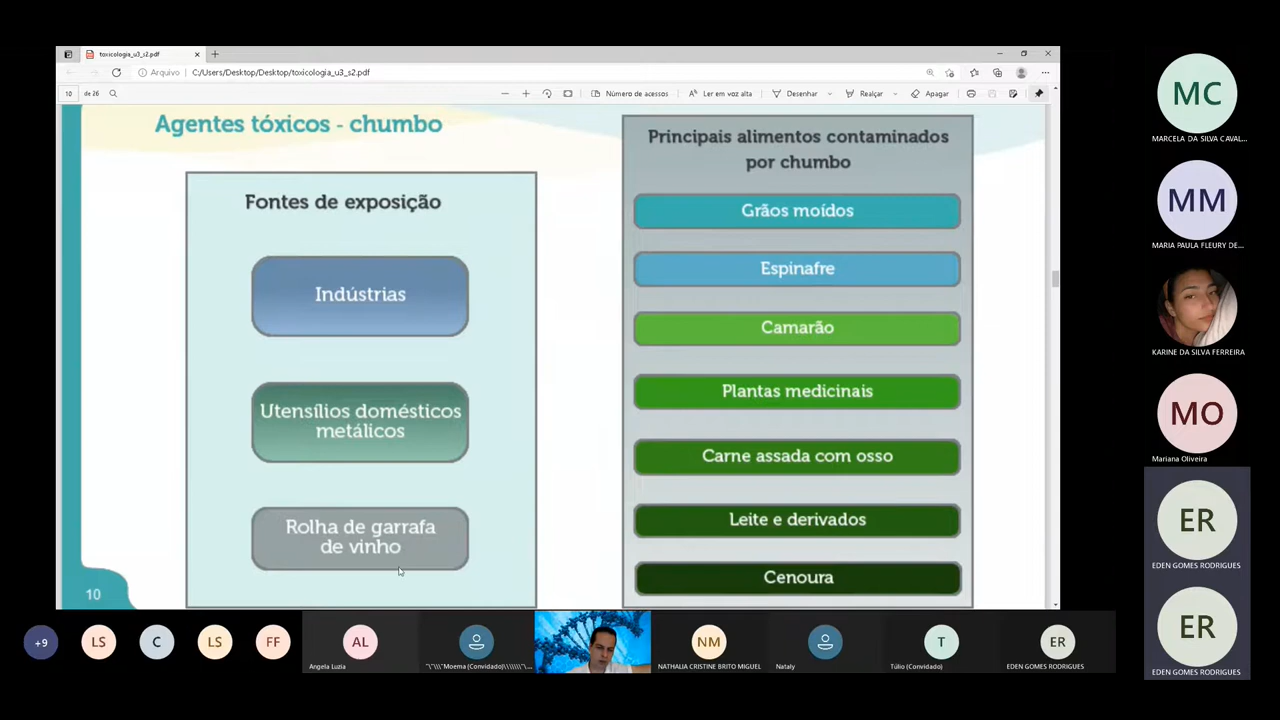 toxicologia_u3_s2.pdf
Arquivo | C:/Users/Desktop/Desktop/toxicologia_u3_s2.pdf
10 de 26
Número de acessos
Ler em voz alta
Desenhar
Realçar
Apagar
Agentes tóxicos - chumbo
Fontes de exposição
Indústrias
Utensílios domésticos
metálicos
Rolha de garrafa
de vinho
10
Principais alimentos contaminados
por chumbo
Grãos moídos
Espinafre
Camarão
Plantas medicinais
Carne assada com osso
Leite e derivados
Cenoura
MC
MARCELA DA SILVA CAVAL...
MM
MARIA PAULA FLEURY DE...
KARINE DA SILVA FERREIRA
MO
Mariana Oliveira
ER
EDEN GOMES RODRIGUES
ER
EDEN GOMES RODRIGUES
+9
LS
C
LS
FF
AL
Angela Luzia
"\"\\\"Moema (Convidado)\\\\\\\"\...
NM
NATHALIA CRISTINE BRITO MIGUEL
Nataly
T
Túlio (Convidado)
ER
EDEN GOMES RODRIGUES